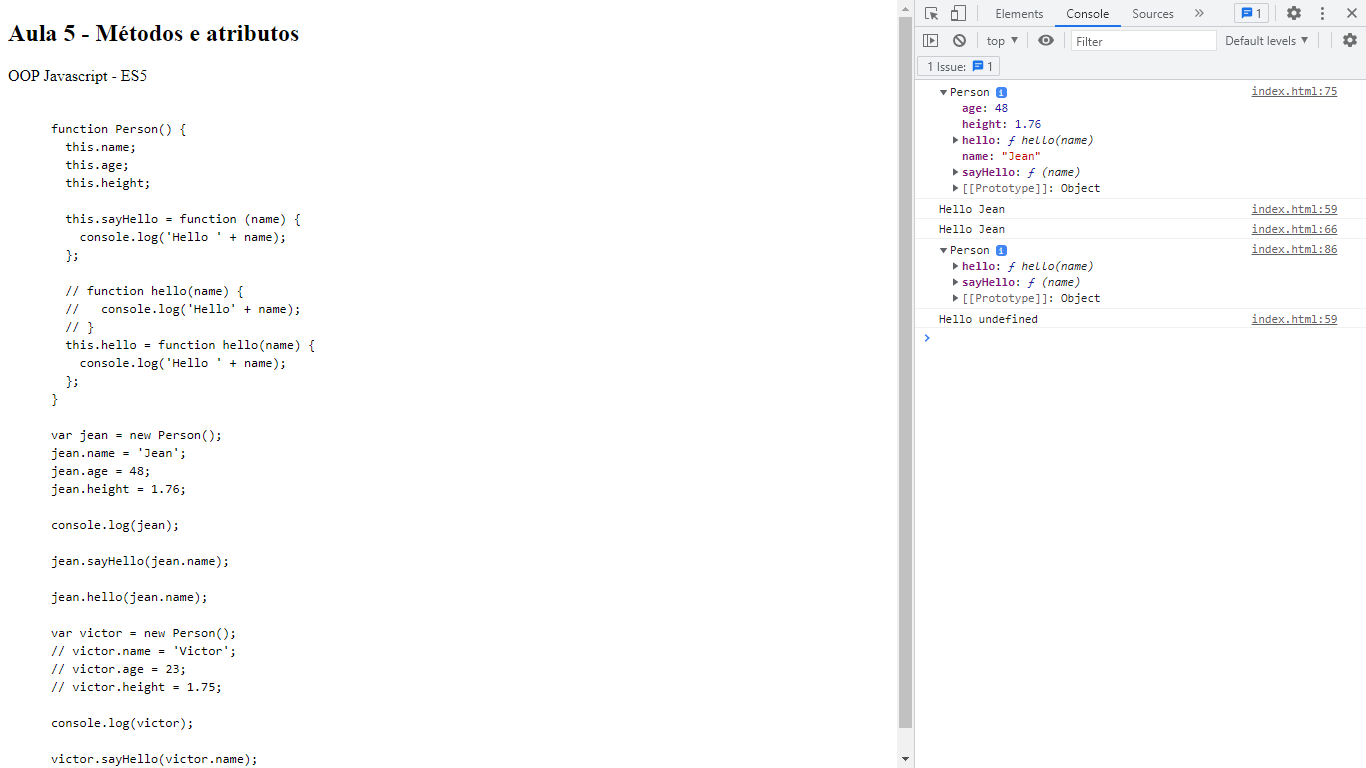 Aula 5 - Métodos e atributos
OOP Javascript - ES5
function Person() {
  this.name;
  this.age;
  this.height;

  this.sayHello = function (name) {
    console.log('Hello ' + name);
  };

  // function hello(name) {
  //   console.log('Hello' + name);
  // }
  this.hello = function hello(name) {
    console.log('Hello ' + name);
  };
}

var jean = new Person();
jean.name = 'Jean';
jean.age = 48;
jean.height = 1.76;

console.log(jean);

jean.sayHello(jean.name);

jean.hello(jean.name);

var victor = new Person();
// victor.name = 'Victor';
// victor.age = 23;
// victor.height = 1.75;

console.log(victor);

victor.sayHello(victor.name);
Elements Console Sources » 1
top ▼ Filter Default levels ▼
1 Issue: 1
▼Person i index.html:75
age: 48
height: 1.76
▶hello: ƒ hello(name)
name: "Jean"
▶sayHello: ƒ (name)
▶[[Prototype]]: Object
Hello Jean index.html:59
Hello Jean index.html:66
▼Person i index.html:86
▶hello: ƒ hello(name)
▶sayHello: ƒ (name)
▶[[Prototype]]: Object
Hello undefined index.html:59
>